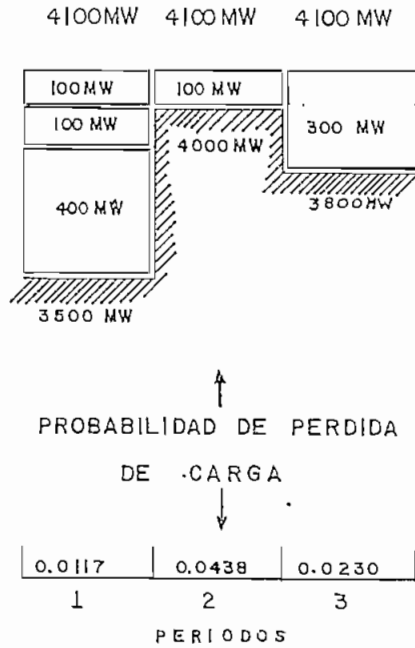 4100MW 4100MW 4100MW
100MW 100 MW
100 MW 300 MW
4000MW
400 MW 3800MW
3500 MW
PROBABILIDAD DE PERDIDA
DE CARGA
0.0117 0.0438 0.0230
1 2 3
PERIODOS